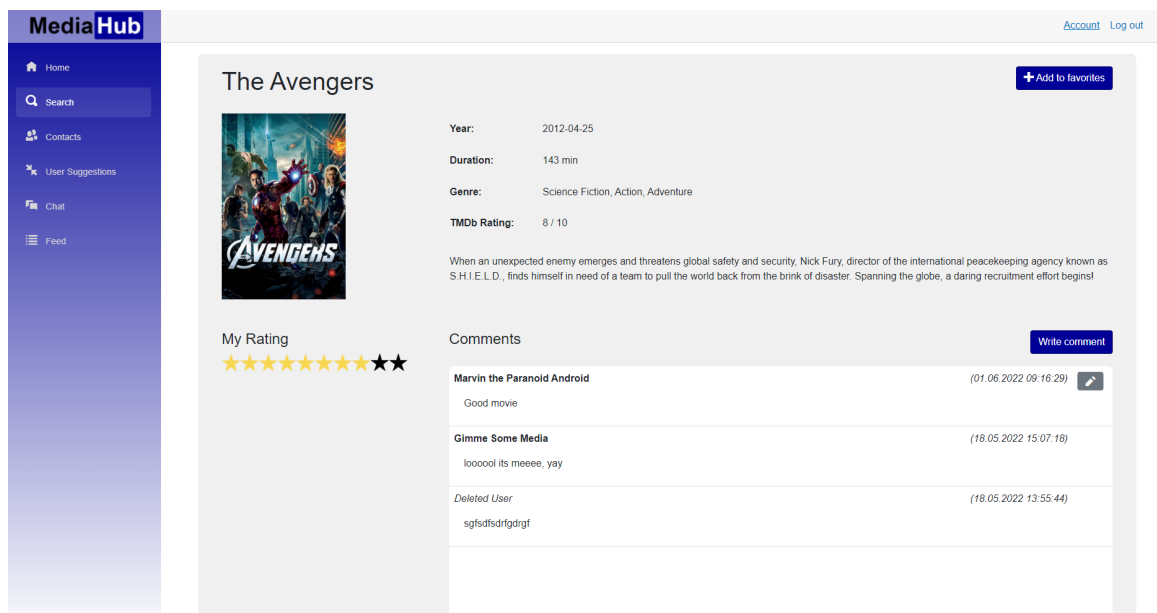 MediaHub
Account Log out
Home
Search
Contacts
User Suggestions
Chat
Feed
The Avengers
Add to favorites
AVENGERS
Year: 2012-04-25
Duration: 143 min
Genre: Science Fiction, Action, Adventure
TMDb Rating: 8 / 10
When an unexpected enemy emerges and threatens global safety and security, Nick Fury, director of the international peacekeeping agency known as
S.H.I.E.L.D., finds himself in need of a team to pull the world back from the brink of disaster. Spanning the globe, a daring recruitment effort begins!
My Rating
Comments
Write comment
Marvin the Paranoid Android (01.06.2022 09:16:29)
Good movie
Gimme Some Media (18.05.2022 15:07:18)
loooool its meeee, yay
Deleted User (18.05.2022 13:55:44)
sgfsdfsdrfgdrgf